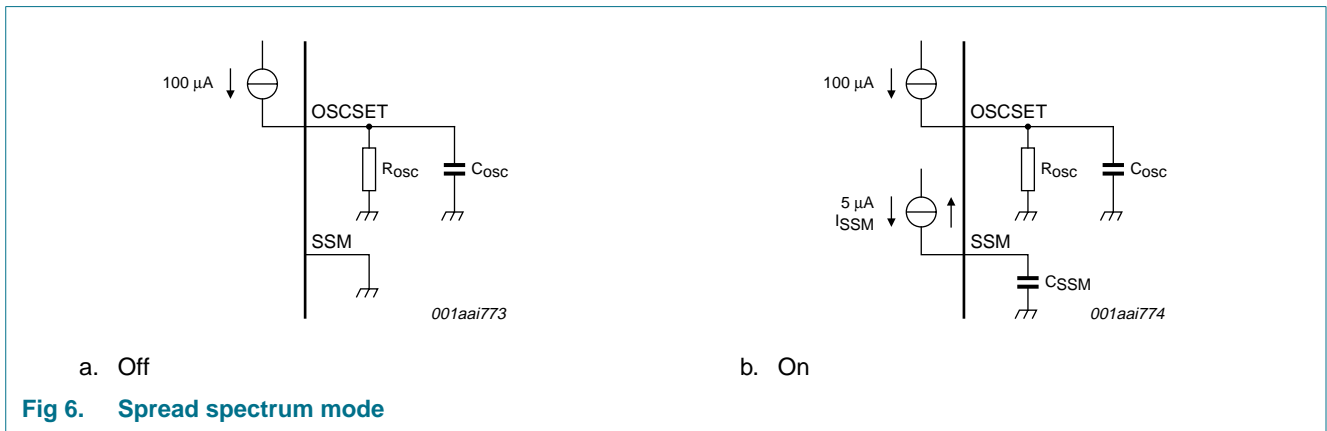 100 μA
OSCSET
Rosc
Cosc
SSM
001aai773
a. Off
100 μA
OSCSET
Rosc
Cosc
5 μA
ISSM
SSM
CSSM
001aai774
b. On
Fig 6. Spread spectrum mode